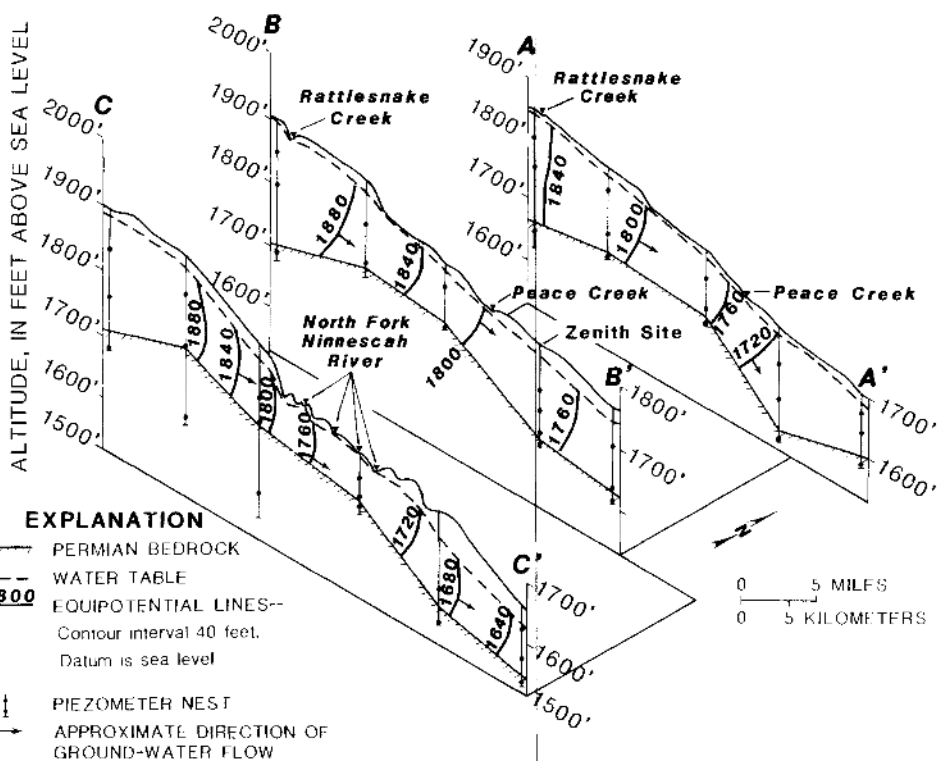 ALTITUDE, IN FEET ABOVE SEA LEVEL
C
2000'
1900'
1800'
1700'
1600'
1500'
B
2000'
1900'
1800'
1700'
1600'
A
1900'
1800'
1700'
1600'
Rattlesnake
Creek
Rattlesnake
Creek
1880
1840
1800
1760
1840
1800
1760
1720
Peace Creek
Peace Creek
Zenith Site
North Fork
Ninnescah
River
1880
1840
1800
1760
1720
1680
1640
B'
1800'
1700'
A'
1700'
1600'
C'
1700'
1600'
1500'
N
0 5 MILES
0 5 KILOMETERS
EXPLANATION
PERMIAN BEDROCK
WATER TABLE
800 EQUIPOTENTIAL LINES--
Contour interval 40 feet.
Datum is sea level
PIEZOMETER NEST
APPROXIMATE DIRECTION OF
GROUND-WATER FLOW